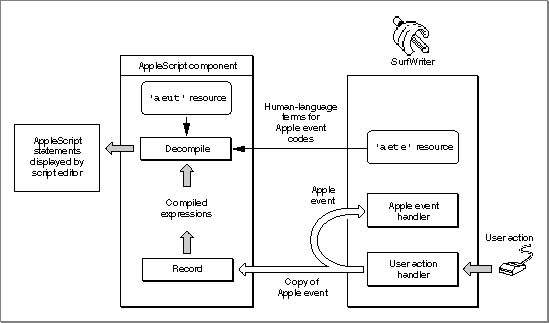 SurfWriter
AppleScript component
'aeut' resource
Human-language
terms for
Apple event
codes
AppleScript
statements
displayed by
script editor
Decompile
'aete' resource
Apple
event
Compiled
expressions
Apple event
handler
User action
Record
User action
handler
Copy of
Apple event